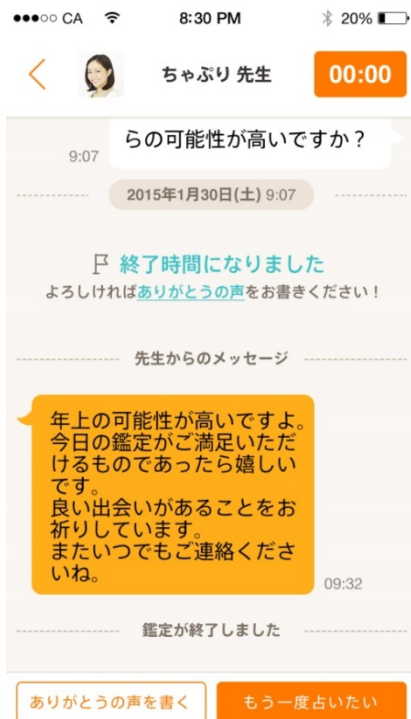 CA 8:30 PM 20%
ちゃぷり 先生 00:00
らの可能性が高いですか？
9:07
2015年1月30日(土) 9:07
終了時間になりました
よろしければありがとうの声をお書きください！
先生からのメッセージ
年上の可能性が高いですよ。
今日の鑑定がご満足いただ
けるものであったら嬉しい
です。
良い出会いがあることをお
祈りしています。
またいつでもご連絡くださ
いね。
09:32
鑑定が終了しました
ありがとうの声を書く もう一度占いたい